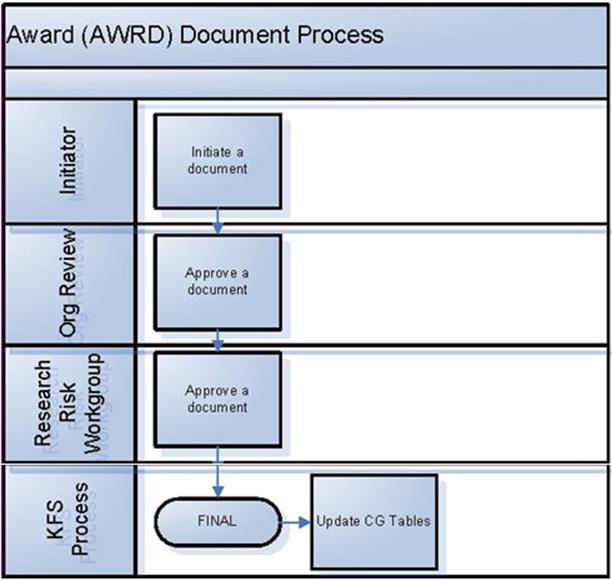 Award (AWRD) Document Process
Initiator
Initiate a
document
Org Review
Approve a
document
Research
Risk
Workgroup
Approve a
document
KFS
Process
FINAL
Update CG Tables